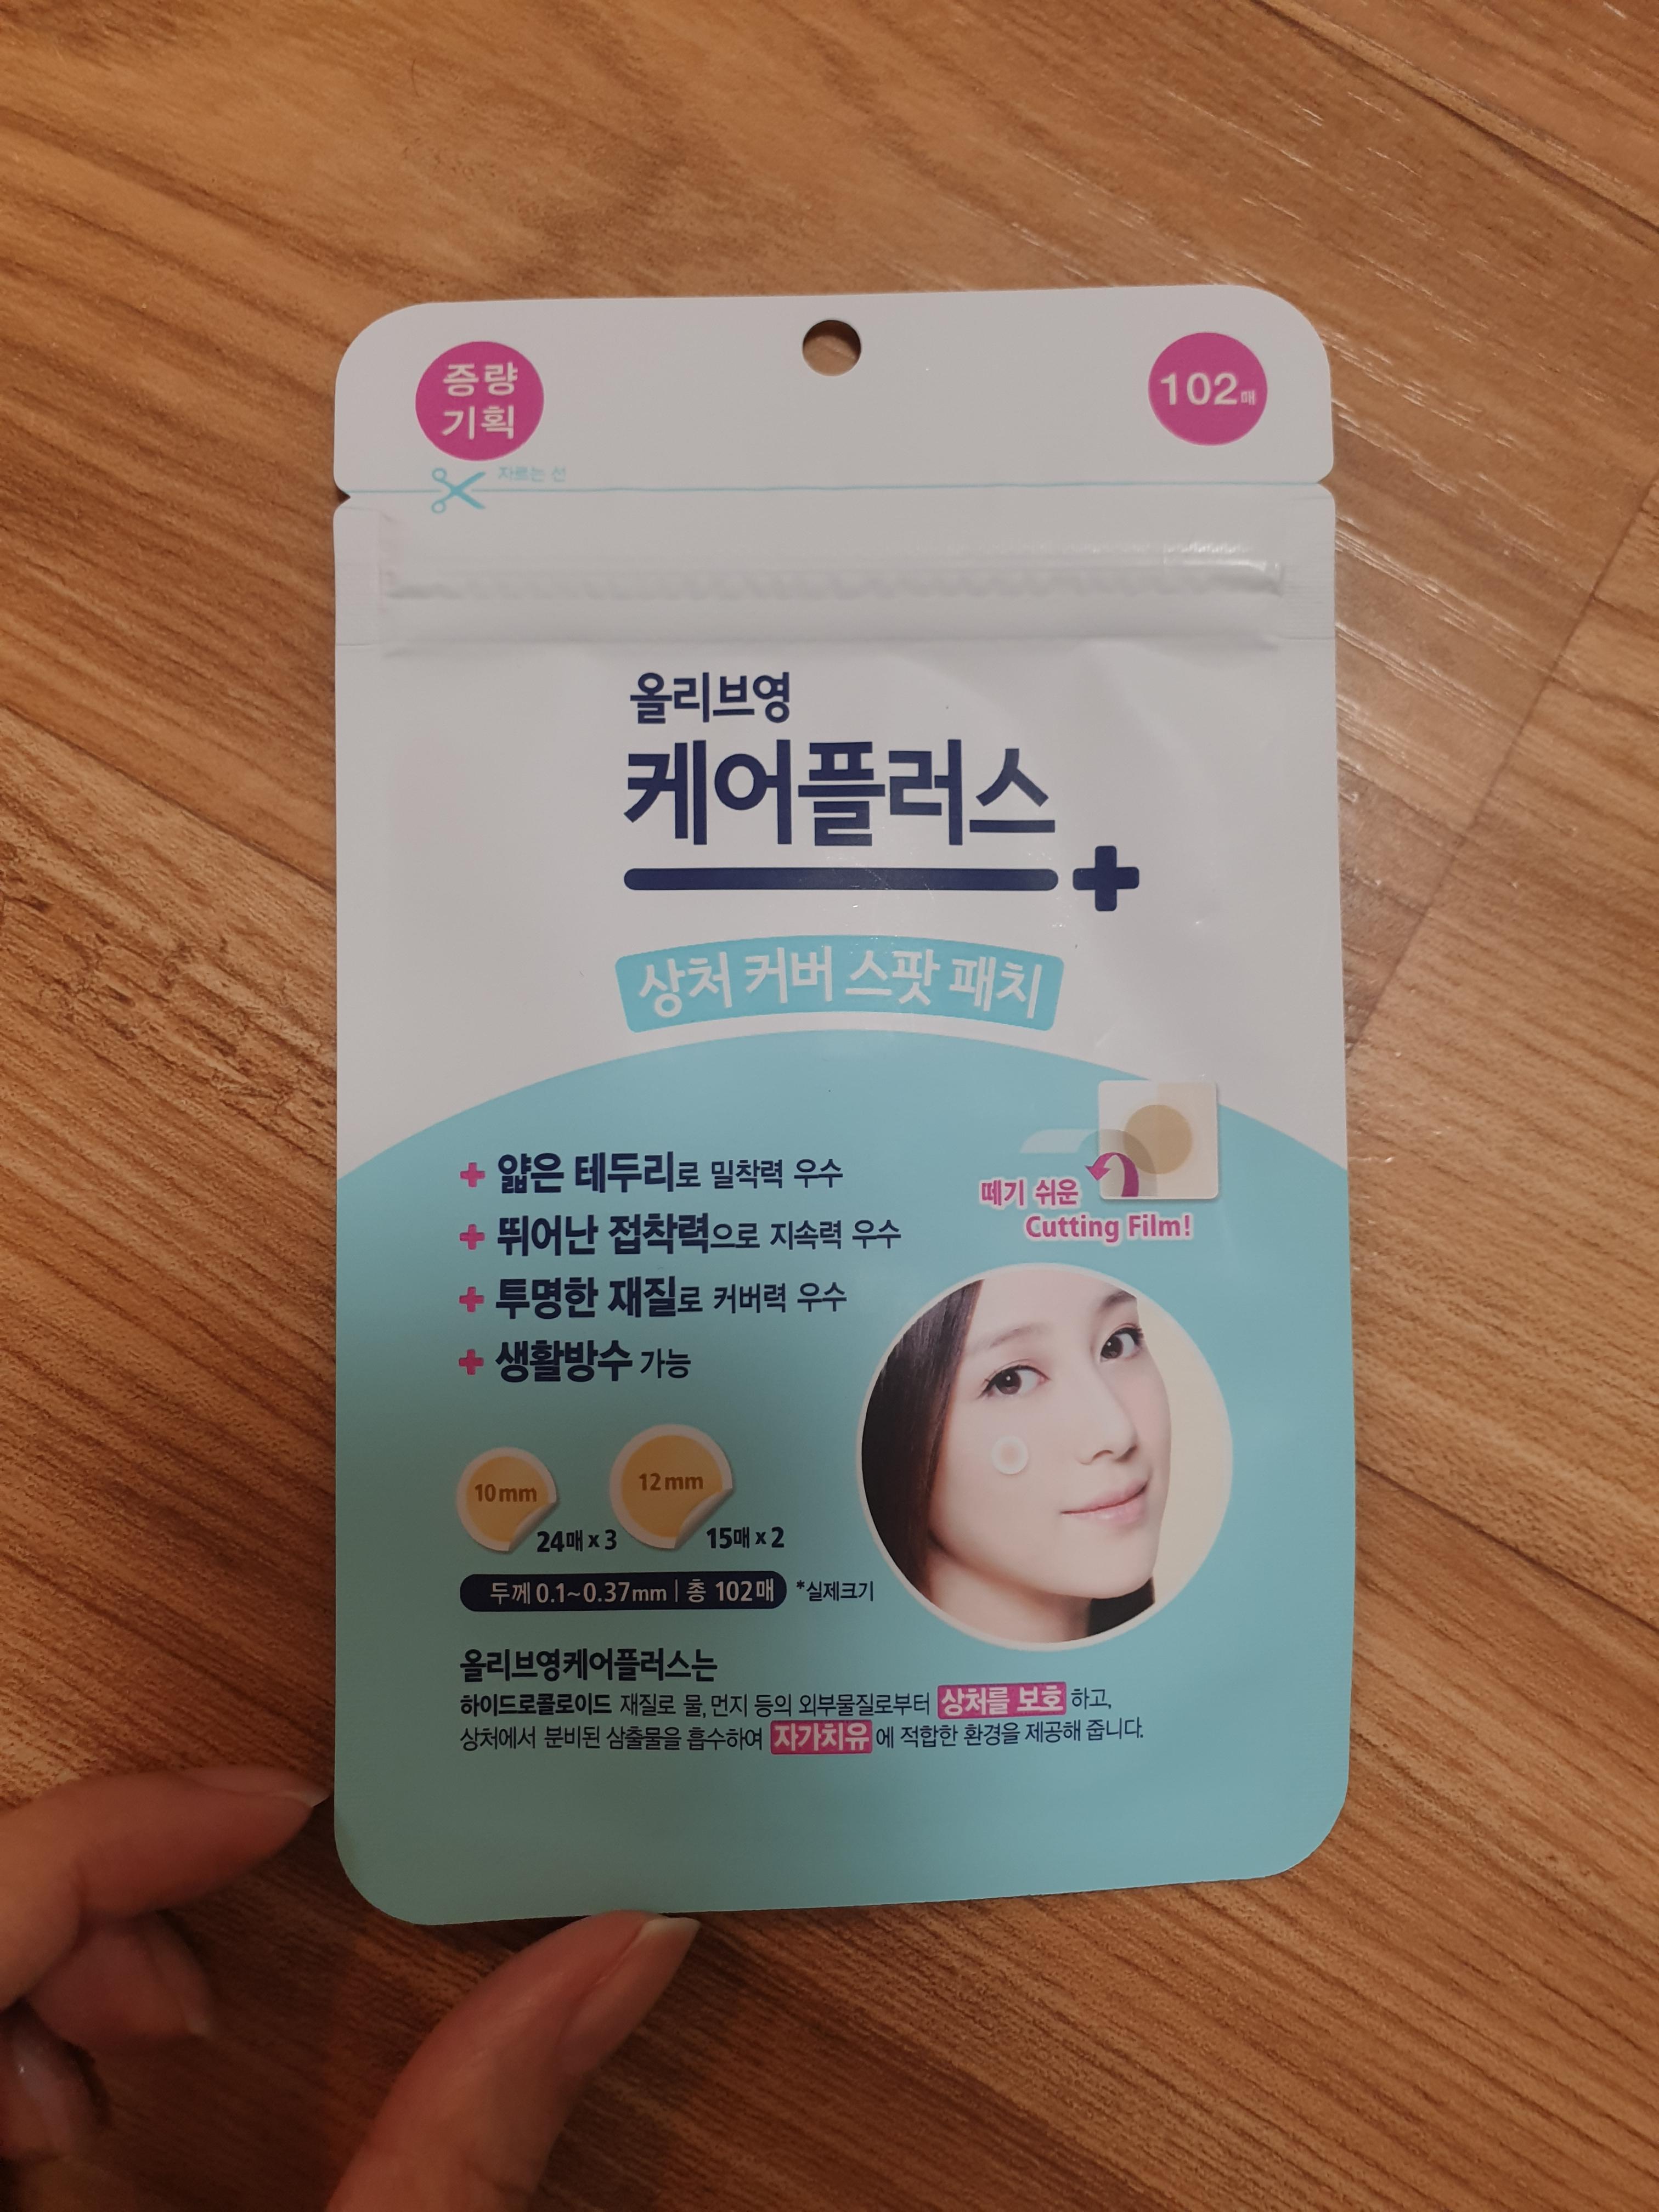 증량
기획
102매
자르는 선
올리브영
케어플러스
상처 커버 스팟 패치
+ 얇은 테두리로 밀착력 우수
+ 뛰어난 접착력으로 지속력 우수
+ 투명한 재질로 커버력 우수
+ 생활방수 가능
떼기 쉬운
Cutting Film!
10mm
24매 x 3
12mm
15매 x 2
두께 0.1~0.37mm | 총 102매 *실제크기
올리브영케어플러스는
하이드로콜로이드 재질로 물, 먼지 등의 외부물질로부터 상처를 보호 하고,
상처에서 분비된 삼출물을 흡수하여 자가치유 에 적합한 환경을 제공해 줍니다.